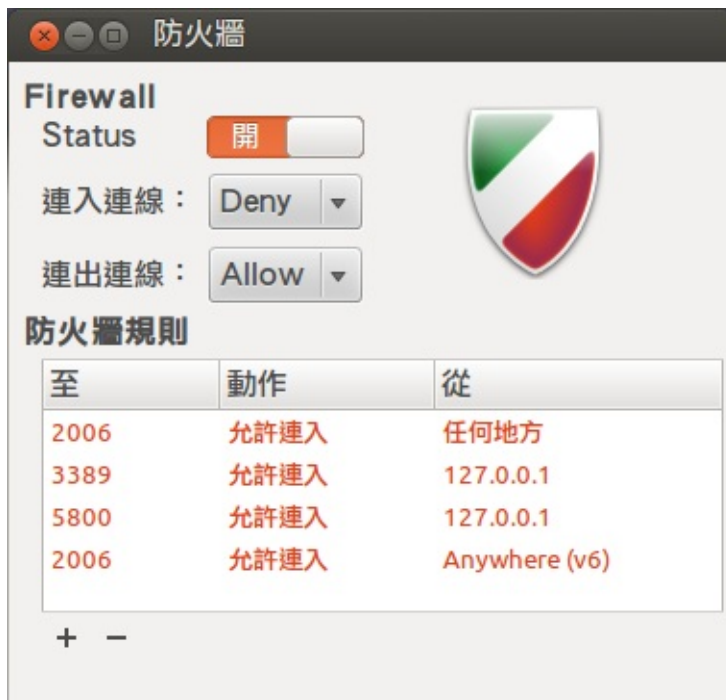 防火牆
Firewall
Status 開
連入連線： Deny
連出連線： Allow
防火牆規則
至 動作 從
2006 允許連入 任何地方
3389 允許連入 127.0.0.1
5800 允許連入 127.0.0.1
2006 允許連入 Anywhere (v6)
+ −